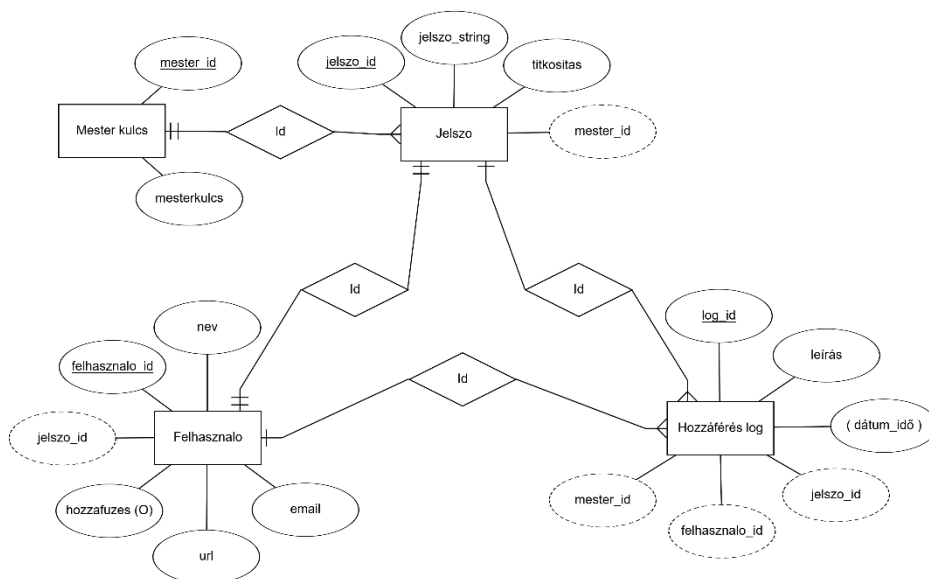 jelszo_string
mester_id
jelszo_id
titkositas
Mester kulcs
Id
Jelszo
mester_id
mesterkulcs
Id
Id
nev
log_id
felhasznalo_id
leírás
Id
jelszo_id
Felhasznalo
Hozzáférés log
( dátum_idő )
hozzafuzes (O)
email
mester_id
jelszo_id
felhasznalo_id
url